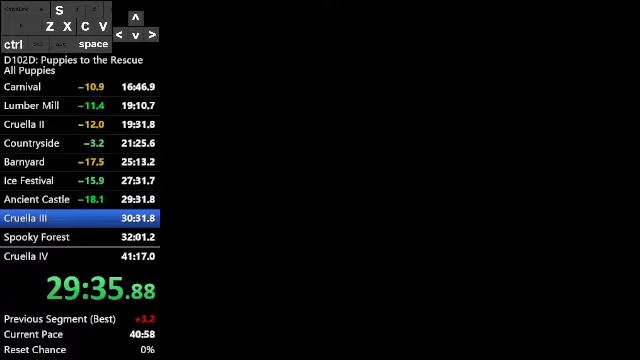 S
Z X C V
^
< v >
ctrl space
D102D: Puppies to the Rescue
All Puppies
Carnival −10.9 16:46.9
Lumber Mill −11.4 19:10.7
Cruella II −12.0 19:31.8
Countryside −3.2 21:25.6
Barnyard −17.5 25:13.2
Ice Festival −15.9 27:31.7
Ancient Castle −18.1 29:31.8
Cruella III 30:31.8
Spooky Forest 32:01.2
Cruella IV 41:17.0
29:35.88
Previous Segment (Best) +3.2
Current Pace 40:58
Reset Chance 0%